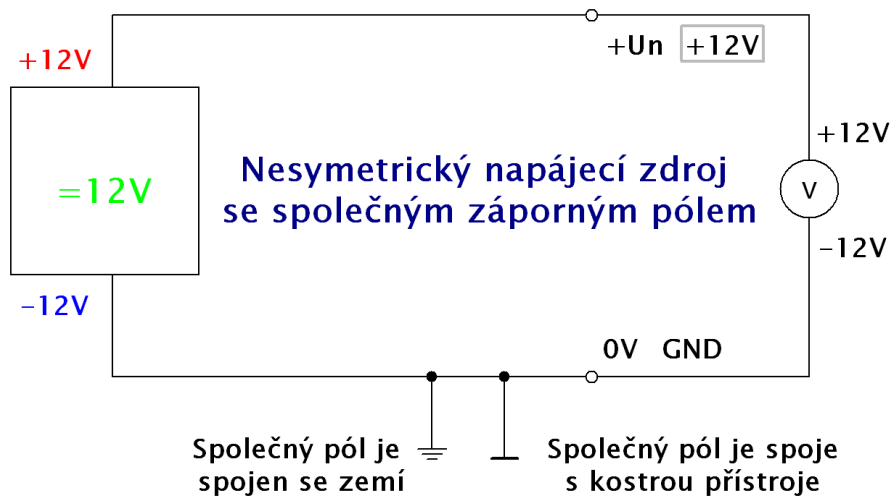 +12V
+Un +12V
+12V
=12V
Nesymetrický napájecí zdroj
se společným záporným pólem
V
-12V
-12V
0V GND
Společný pól je
spojen se zemí
Společný pól je spoje
s kostrou přístroje